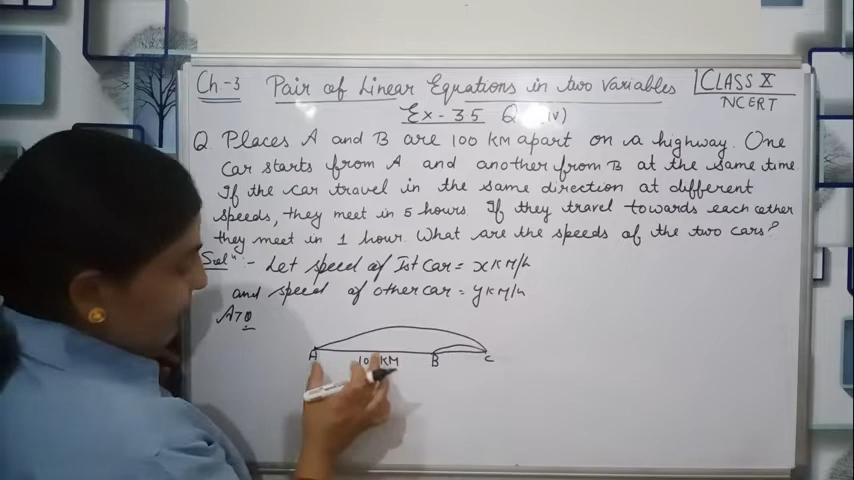 Ch-3 Pair of Linear Equations in two variables CLASS X
NCERT
Ex-3.5 Q (iv)
Q. Places A and B are 100 KM apart on a highway. One
car starts from A and another from B at the same time.
If the car travel in the same direction at different
speeds, they meet in 5 hours. If they travel towards each other
they meet in 1 hour. What are the speeds of the two cars?
Solⁿ:- Let speed of Ist car = x KM/h
and speed of other car = y KM/h
ATQ
A KM B C